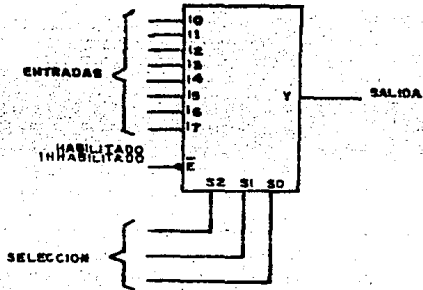 I0
I1
I2
I3
ENTRADAS
I4
I5
Y
SALIDA
I6
I7
HABILITADO
INHABILITADO
E
S2 S1 S0
SELECCION